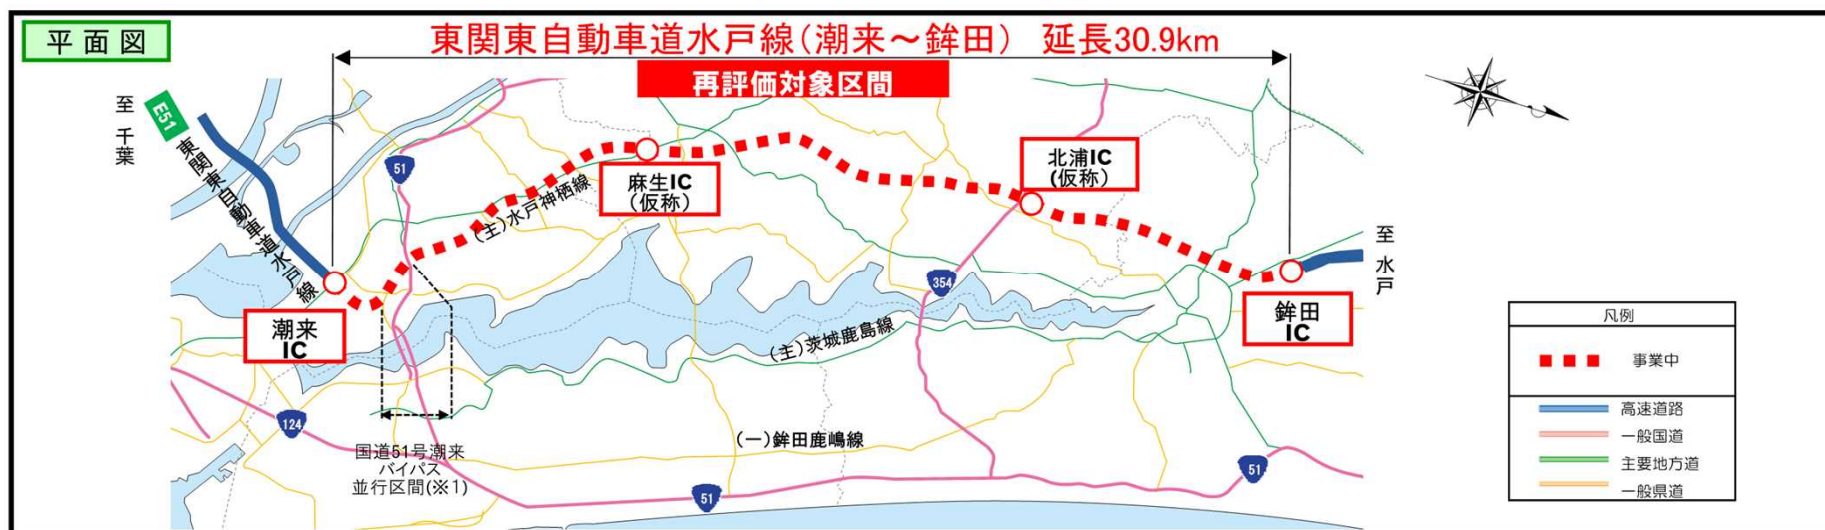 平面図
東関東自動車道水戸線(潮来～鉾田) 延長30.9km
再評価対象区間
至 千葉
E51
東関東自動車道水戸線
51
麻生IC
(仮称)
北浦IC
(仮称)
(主)水戸神栖線
至 水戸
354
潮来
IC
鉾田
IC
(主)茨城鹿島線
124
国道51号潮来
バイパス
並行区間(※1)
(一)鉾田鹿嶋線
51
51
凡例
事業中
高速道路
一般国道
主要地方道
一般県道